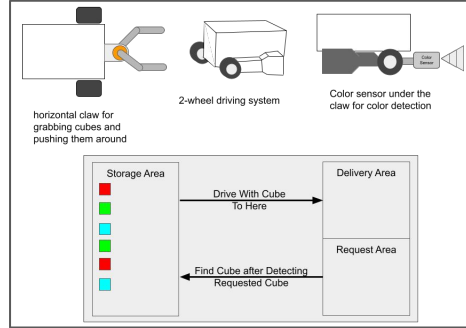 horizontal claw for
grabbing cubes and
pushing them around
2-wheel driving system
Color
Sensor
Color sensor under the
claw for color detection
Storage Area
Delivery Area
Drive With Cube
To Here
Request Area
Find Cube after Detecting
Requested Cube